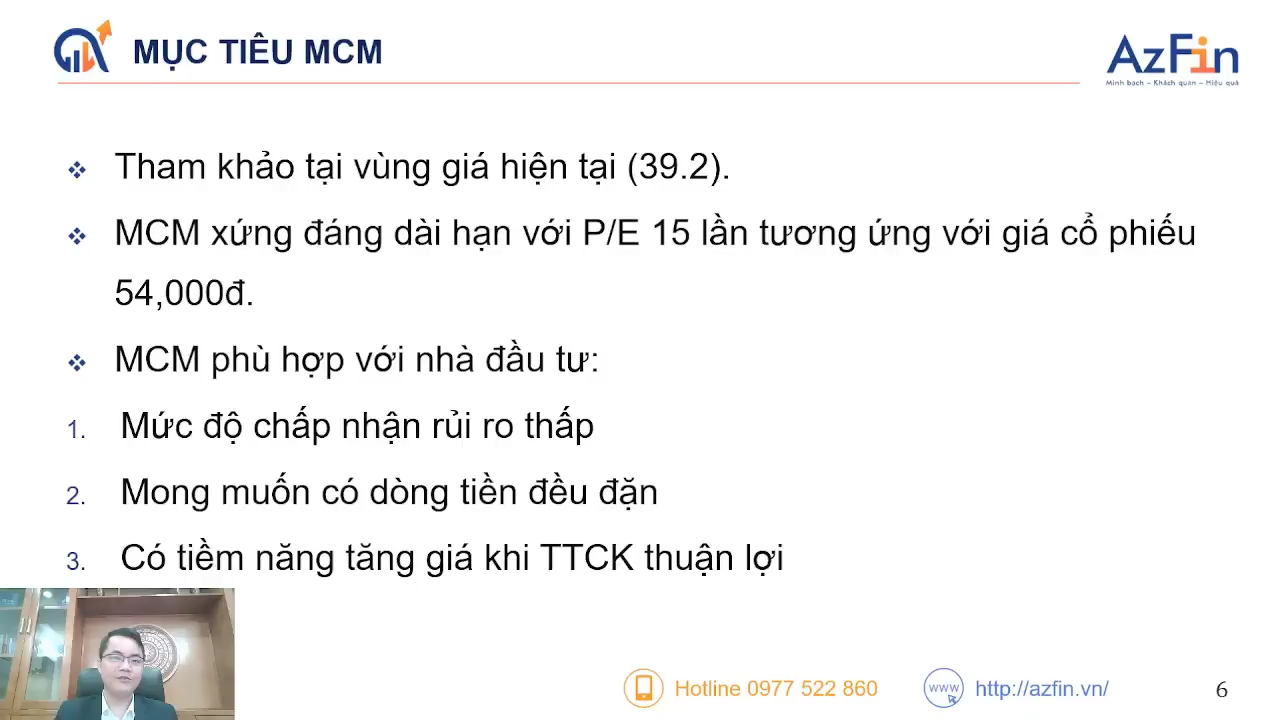 MỤC TIÊU MCM
AzFin
Minh bạch – Khách quan – Hiệu quả
❖ Tham khảo tại vùng giá hiện tại (39.2).
❖ MCM xứng đáng dài hạn với P/E 15 lần tương ứng với giá cổ phiếu
54,000đ.
❖ MCM phù hợp với nhà đầu tư:
1. Mức độ chấp nhận rủi ro thấp
2. Mong muốn có dòng tiền đều đặn
3. Có tiềm năng tăng giá khi TTCK thuận lợi
Hotline 0977 522 860
www
http://azfin.vn/
6